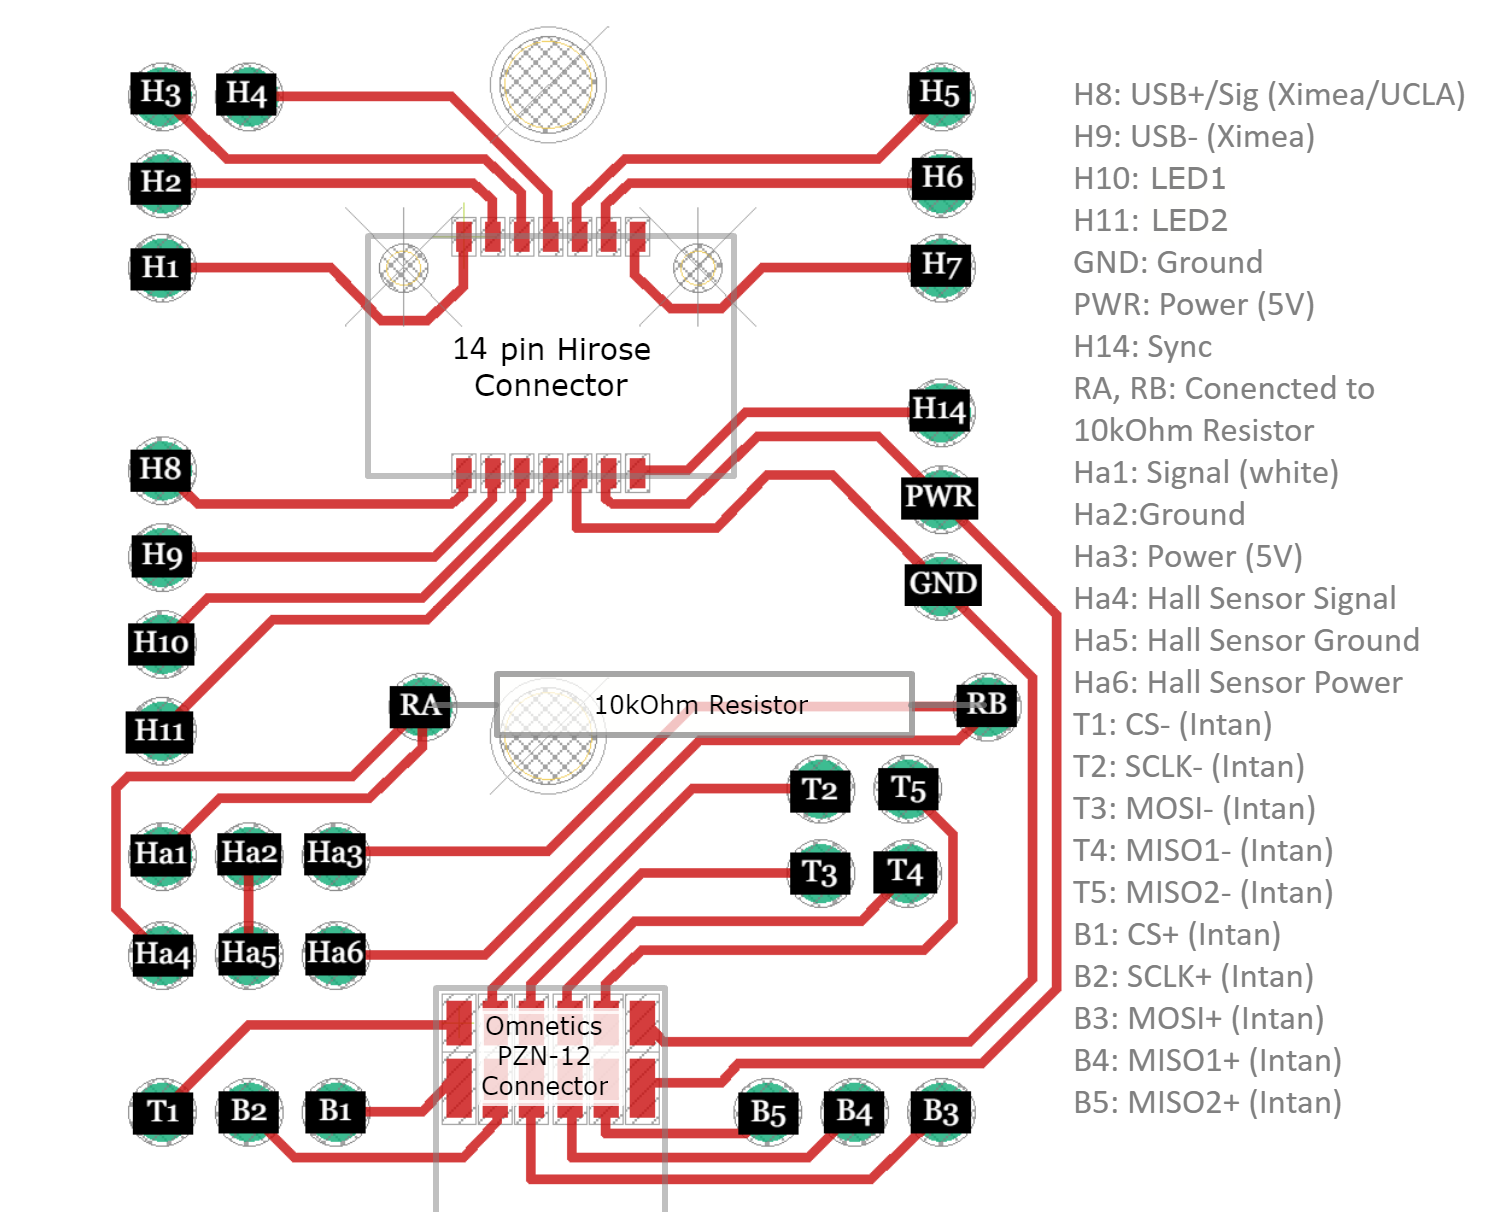 H3 H4 H5
H2 H6
H1 H7
14 pin Hirose
Connector
H14
H8
PWR
H9
GND
H10
RA 10kOhm Resistor RB
H11
T2 T5
Ha1 Ha2 Ha3
T3 T4
Ha4 Ha5 Ha6
Omnetics
PZN-12
Connector
T1 B2 B1 B5 B4 B3
H8: USB+/Sig (Ximea/UCLA)
H9: USB- (Ximea)
H10: LED1
H11: LED2
GND: Ground
PWR: Power (5V)
H14: Sync
RA, RB: Conencted to
10kOhm Resistor
Ha1: Signal (white)
Ha2:Ground
Ha3: Power (5V)
Ha4: Hall Sensor Signal
Ha5: Hall Sensor Ground
Ha6: Hall Sensor Power
T1: CS- (Intan)
T2: SCLK- (Intan)
T3: MOSI- (Intan)
T4: MISO1- (Intan)
T5: MISO2- (Intan)
B1: CS+ (Intan)
B2: SCLK+ (Intan)
B3: MOSI+ (Intan)
B4: MISO1+ (Intan)
B5: MISO2+ (Intan)